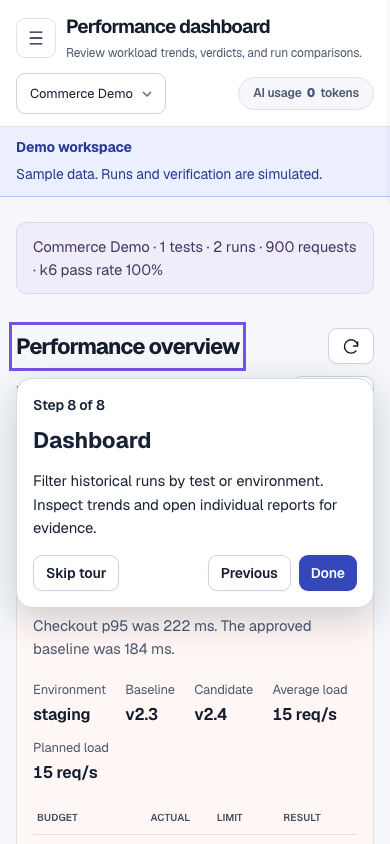 Performance dashboard
Review workload trends, verdicts, and run comparisons.
Commerce Demo
AI usage 0 tokens
Demo workspace
Sample data. Runs and verification are simulated.
Commerce Demo · 1 tests · 2 runs · 900 requests
· k6 pass rate 100%
Performance overview
Step 8 of 8
Dashboard
Filter historical runs by test or environment.
Inspect trends and open individual reports for
evidence.
Skip tour
Previous
Done
Checkout p95 was 222 ms. The approved
baseline was 184 ms.
Environment Baseline Candidate Average load
staging v2.3 v2.4 15 req/s
Planned load
15 req/s
BUDGET ACTUAL LIMIT RESULT